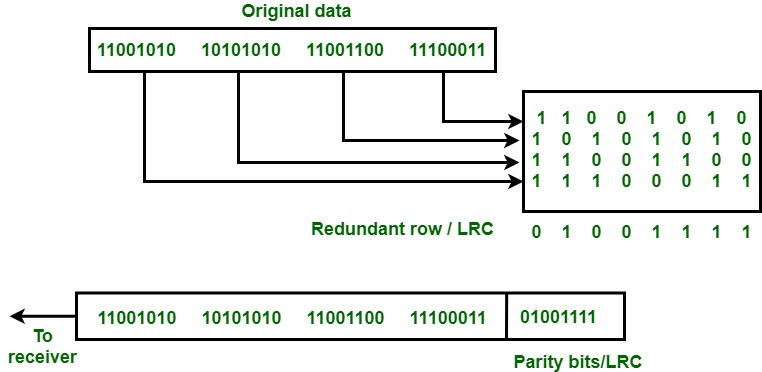 Original data
11001010 10101010 11001100 11100011
1 1 0 0 1 0 1 0
1 0 1 0 1 0 1 0
1 1 0 0 1 1 0 0
1 1 1 0 0 0 1 1
Redundant row / LRC 0 1 0 0 1 1 1 1
11001010 10101010 11001100 11100011 01001111
To
receiver
Parity bits/LRC